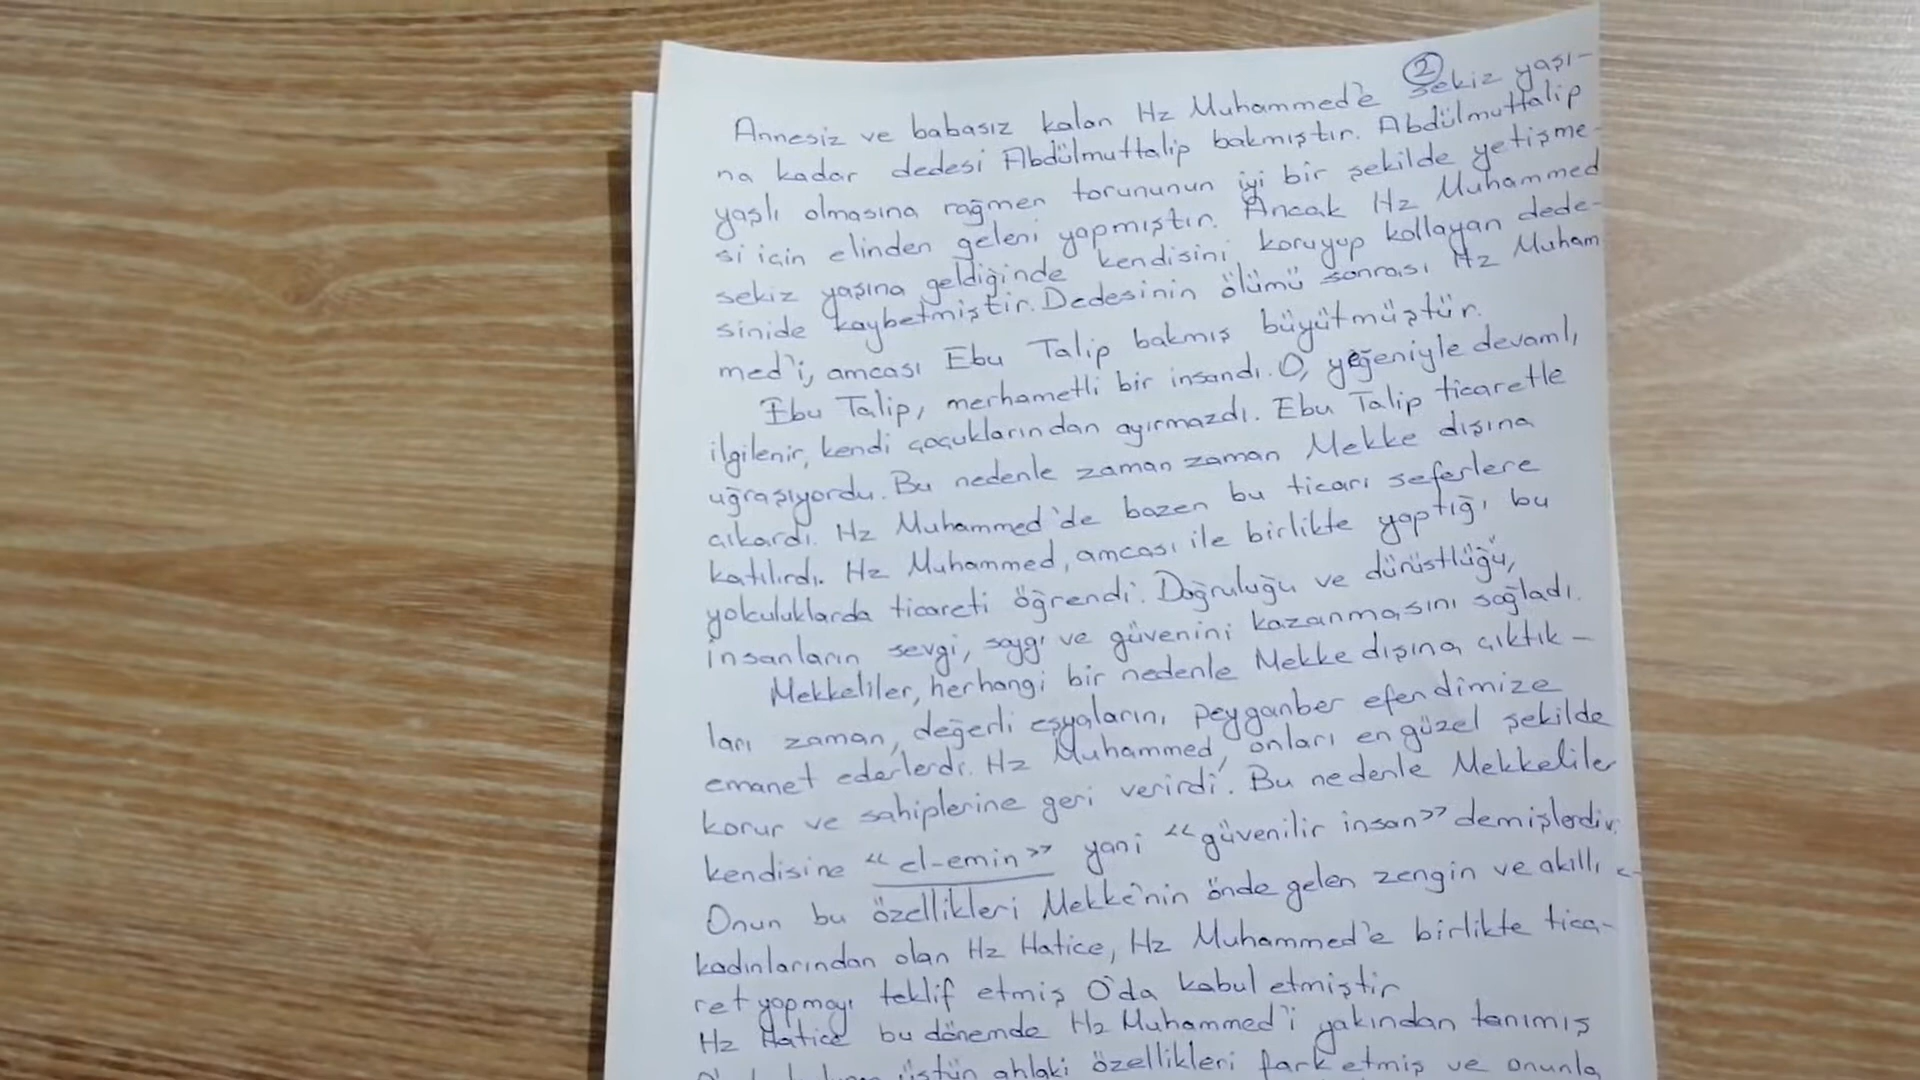 2
Annesiz ve babasız kalan Hz Muhammed'e sekiz yaşı-
na kadar dedesi Abdülmuttalip bakmıştır. Abdülmuttalip
yaşlı olmasına rağmen torununun iyi bir şekilde yetişme-
si için elinden geleni yapmıştır. Ancak Hz Muhammed
sekiz yaşına geldiğinde kendisini koruyup kollayan dede-
sinide kaybetmiştir. Dedesinin ölümü sonrası Hz Muham
med'i, amcası Ebu Talip bakmış büyütmüştür.
Ebu Talip, merhametli bir insandı. O, yeğeniyle devamlı,
ilgilenir, kendi çoçuklarından ayırmazdı. Ebu Talip ticaretle
uğraşıyordu. Bu nedenle zaman zaman Mekke dışına
çıkardı. Hz Muhammed'de bazen bu ticari seferlere
katılırdı. Hz Muhammed, amcası ile birlikte yaptığı bu
yolculuklarda ticareti öğrendi. Doğruluğu ve dürüstlüğü,
insanların sevgi, saygı ve güvenini kazanmasını sağladı.
Mekkeliler, herhangi bir nedenle Mekke dışına çıktık-
ları zaman, değerli eşyalarını peyganber efendimize
emanet ederlerdi. Hz Muhammed, onları en güzel şekilde
korur ve sahiplerine geri verirdi. Bu nedenle Mekkeliler
kendisine <<el-emin>> yani <<güvenilir insan>> demişlerdir.
Onun bu özellikleri Mekke'nin önde gelen zengin ve akıllı
kadınlarından olan Hz Hatice, Hz Muhammed'e birlikte tica-
ret yapmayı teklif etmiş O'da kabul etmiştir
Hz Hatice bu dönemde Hz Muhammed'i yakından tanımış
üstün ahlaki özellikleri fark etmiş ve onunla